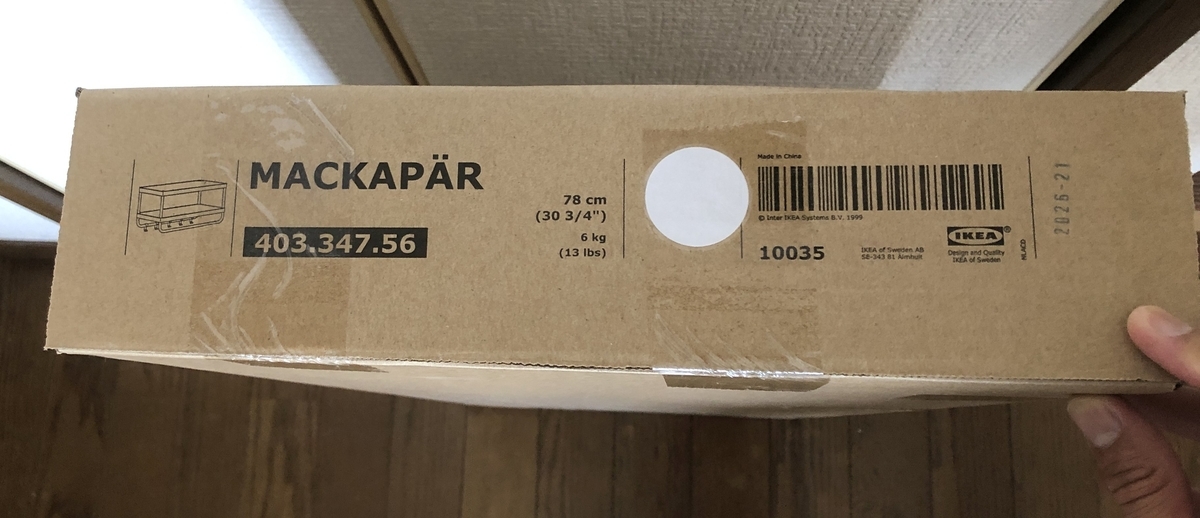 MACKAPÄR
403.347.56
78 cm
(30 3/4")
6 kg
(13 lbs)
Made in China
© Inter IKEA Systems B.V. 1999
10035
IKEA of Sweden AB
SE-343 81 Älmhult
IKEA®
Design and Quality
IKEA of Sweden
2026-21